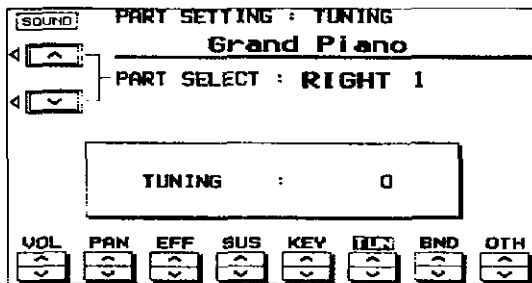 SOUND
PART SETTING : TUNING
Grand Piano
PART SELECT : RIGHT 1
TUNING : 0
VOL PAN EFF SUS KEY TUN BND OTH